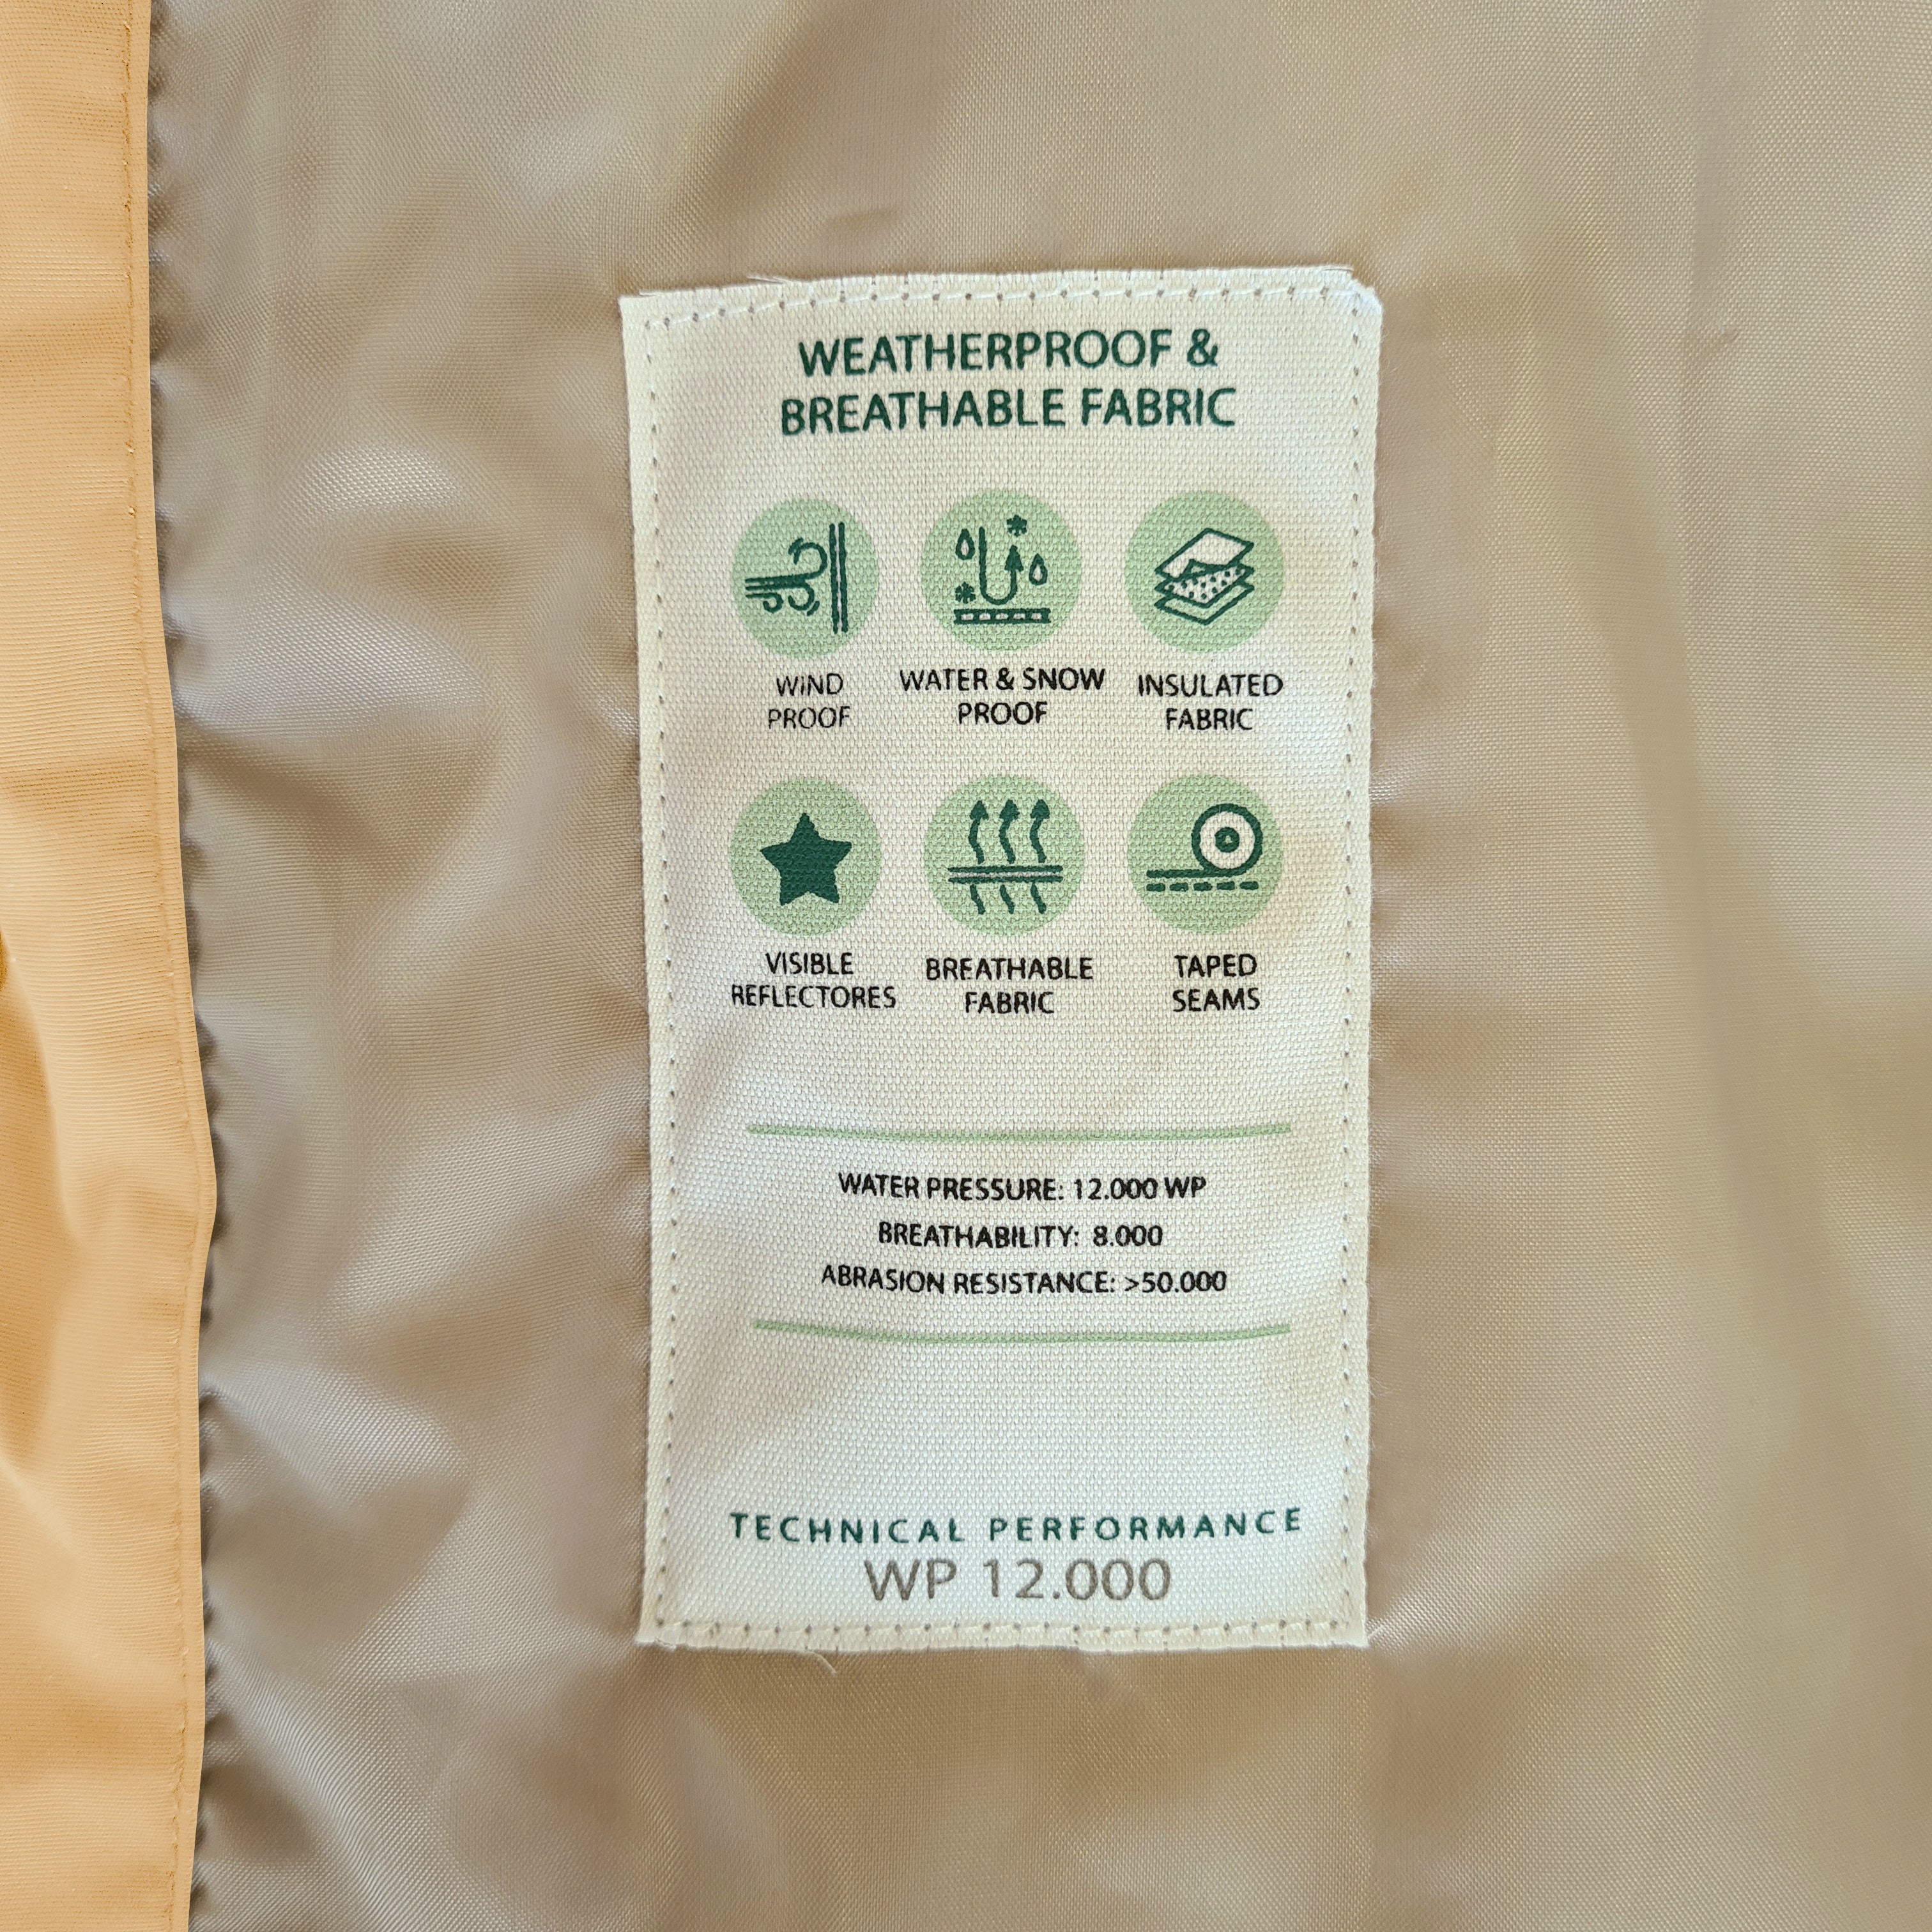 WEATHERPROOF &
BREATHABLE FABRIC
WIND
PROOF
WATER & SNOW
PROOF
INSULATED
FABRIC
VISIBLE
REFLECTORES
BREATHABLE
FABRIC
TAPED
SEAMS
WATER PRESSURE: 12.000 WP
BREATHABILITY: 8.000
ABRASION RESISTANCE: >50.000
TECHNICAL PERFORMANCE
WP 12.000